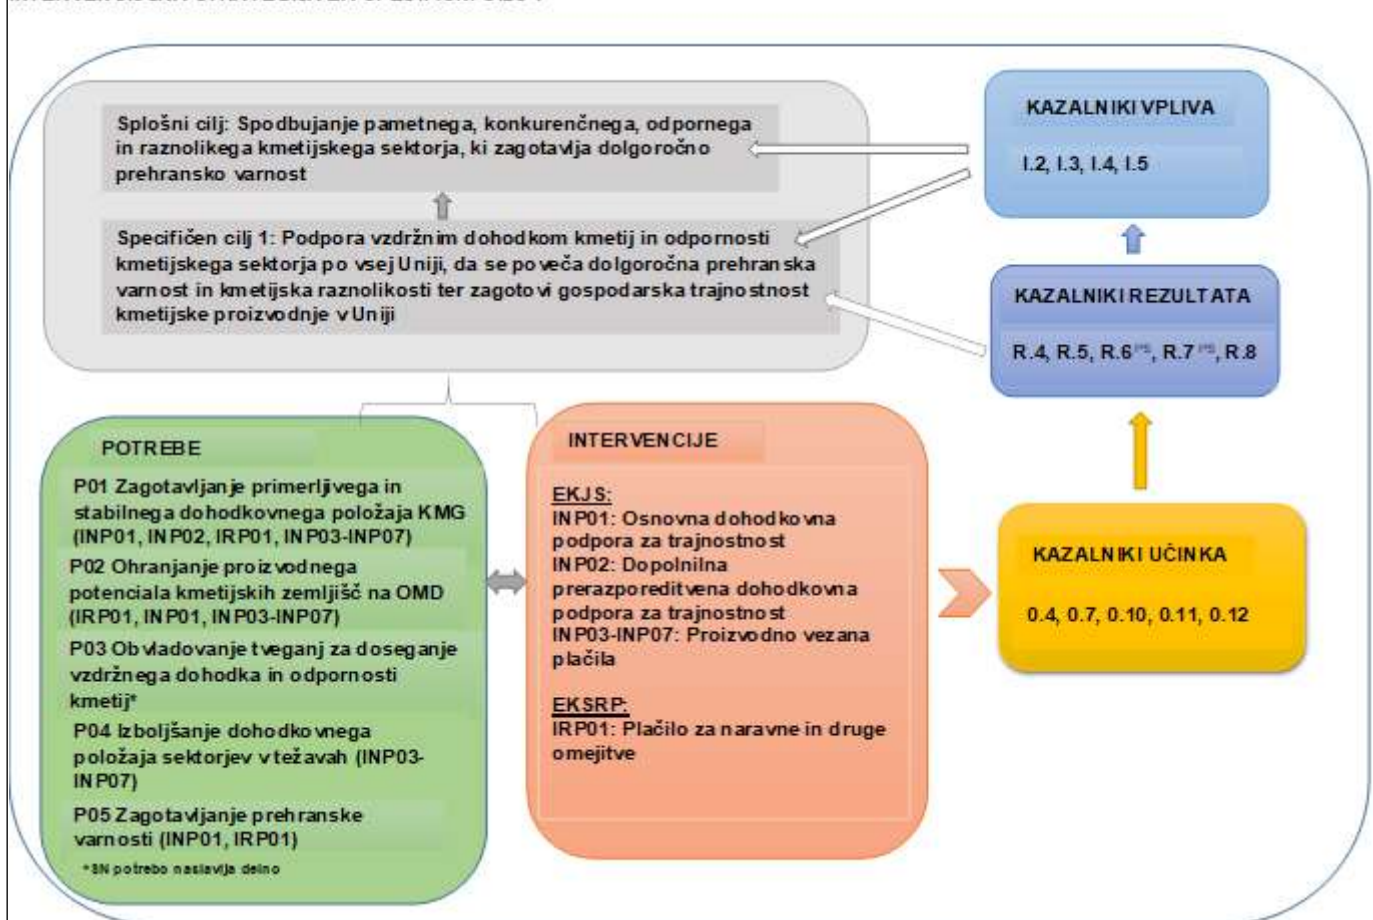 Splošni cilj: Spodbujanje pametnega, konkurenčnega, odpornega
in raznolikega kmetijskega sektorja, ki zagotavlja dolgoročno
prehransko varnost
Specifičen cilj 1: Podpora vzdržnim dohodkom kmetij in odpornosti
kmetijskega sektorja po vsej Uniji, da se poveča dolgoročna prehranska
varnost in kmetijska raznolikosti ter zagotovi gospodarska trajnostnost
kmetijske proizvodnje v Uniji
KAZALNIKI VPLIVA
I.2, I.3, I.4, I.5
KAZALNIKI REZULTATA
R.4, R.5, R.6 PS, R.7 PS, R.8
POTREBE
P01 Zagotavljanje primerljivega in
stabilnega dohodkovnega položaja KMG
(INP01, INP02, IRP01, INP03-INP07)
P02 Ohranjanje proizvodnega
potenciala kmetijskih zemljišč na OMD
(IRP01, INP01, INP03-INP07)
P03 Obvladovanje tveganj za doseganje
vzdržnega dohodka in odpornosti
kmetij*
P04 Izboljšanje dohodkovnega
položaja sektorjev v težavah (INP03-
INP07)
P05 Zagotavljanje prehranske
varnosti (INP01, IRP01)
*SN potrebo naslavlja delno
INTERVENCIJE
EKJS:
INP01: Osnovna dohodkovna
podpora za trajnostnost
INP02: Dopolnilna
prerazporeditvena dohodkovna
podpora za trajnostnost
INP03-INP07: Proizvodno vezana
plačila
EKSRP:
IRP01: Plačilo za naravne in druge
omejitve
KAZALNIKI UČINKA
0.4, 0.7, 0.10, 0.11, 0.12